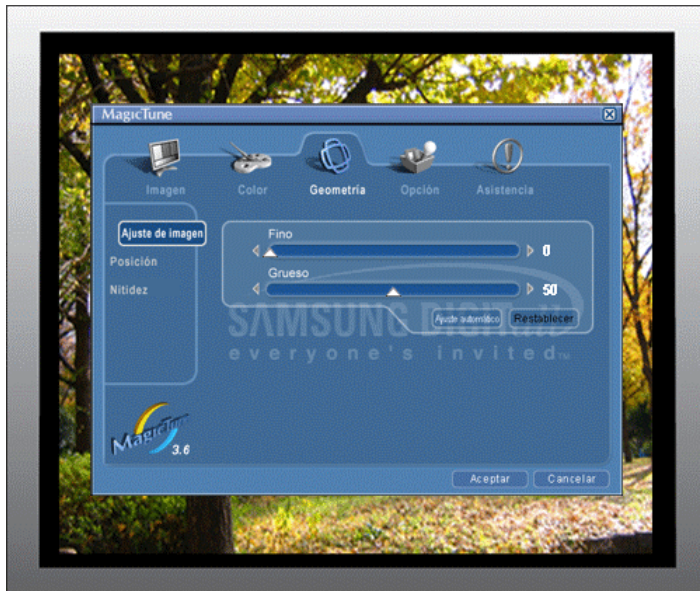 MagicTune
Imagen Color Geometría Opción Asistencia
Ajuste de imagen
Posición
Nitidez
Fino
0
Grueso
50
Ajuste automático Restablecer
SAMSUNG DIGITall
everyone's invited™
MagicTune
3.6
Aceptar Cancelar